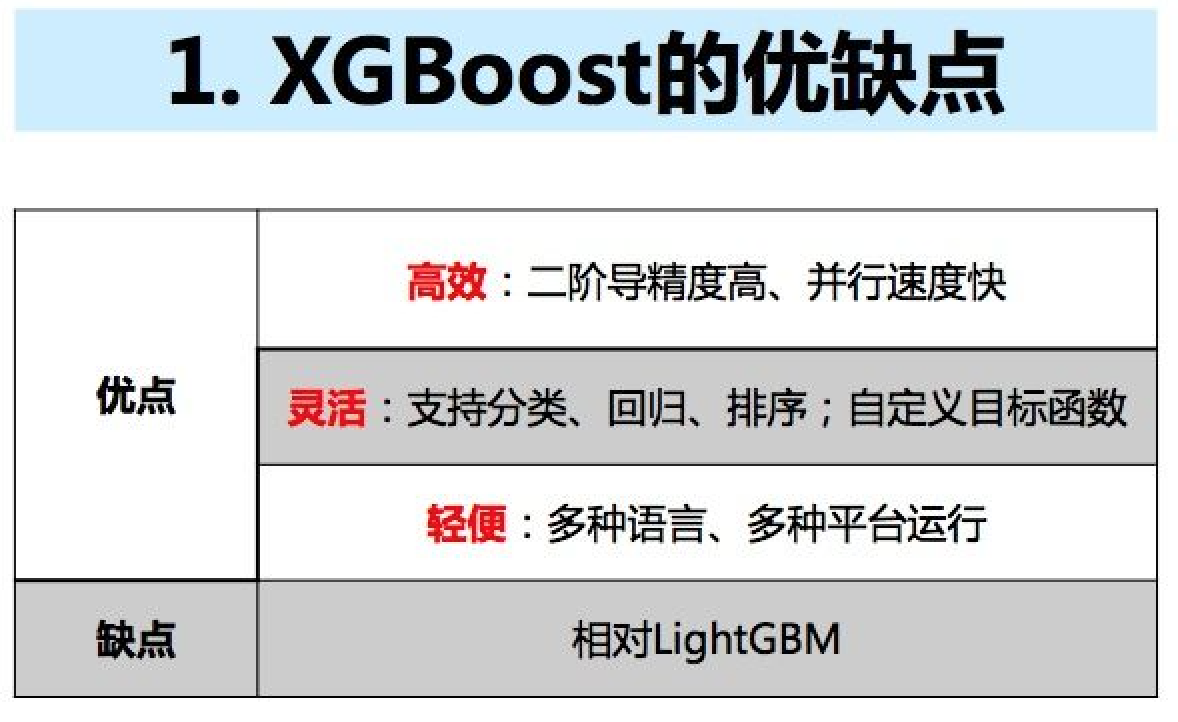 1. XGBoost的优缺点
优点
高效：二阶导精度高、并行速度快
灵活：支持分类、回归、排序；自定义目标函数
轻便：多种语言、多种平台运行
缺点
相对LightGBM